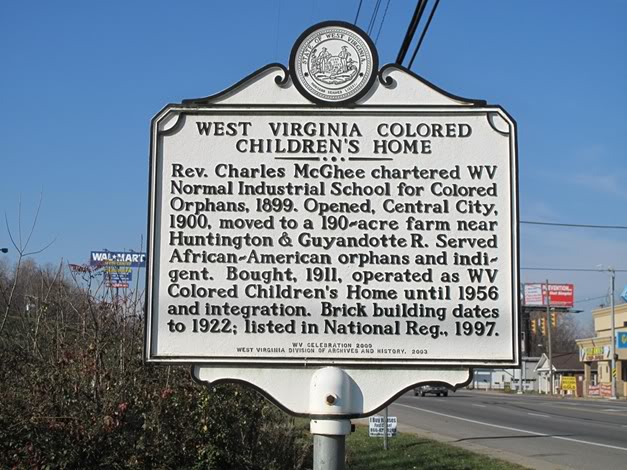 STATE OF WEST VIRGINIA
WEST VIRGINIA COLORED
CHILDREN'S HOME
Rev. Charles McGhee chartered WV
Normal Industrial School for Colored
Orphans, 1899. Opened, Central City,
1900, moved to a 190-acre farm near
Huntington & Guyandotte R. Served
African-American orphans and indi-
gent. Bought, 1911, operated as WV
Colored Children's Home until 1956
and integration. Brick building dates
to 1922; listed in National Reg., 1997.
WV CELEBRATION 2000
WEST VIRGINIA DIVISION OF ARCHIVES AND HISTORY, 2003
WAL-MART
I Buy Houses